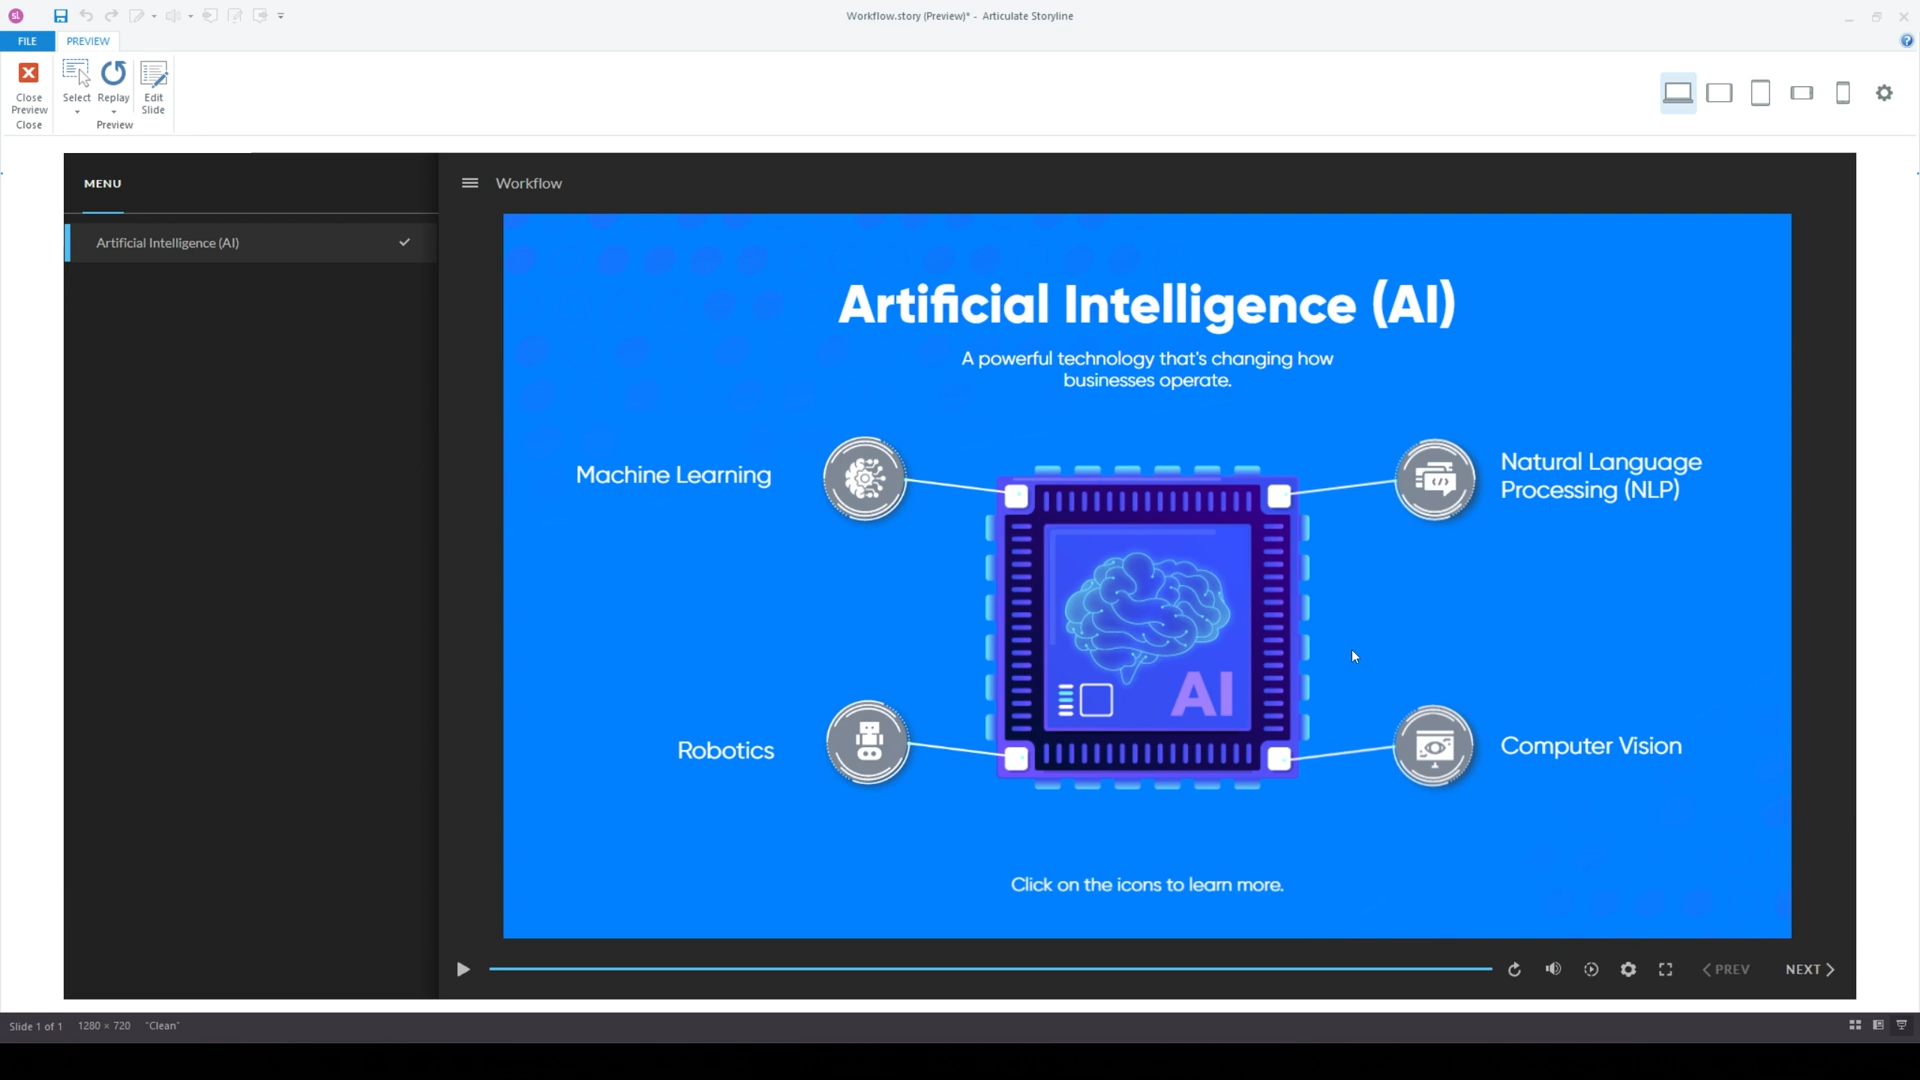 sl
Workflow.story (Preview)* - Articulate Storyline
FILE
PREVIEW
Close
Preview
Select
Replay
Edit
Slide
Close
Preview
MENU
Workflow
Artificial Intelligence (AI)
Artificial Intelligence (AI)
A powerful technology that's changing how
businesses operate.
Machine Learning
Natural Language
Processing (NLP)
AI
Robotics
Computer Vision
Click on the icons to learn more.
PREV
NEXT
Slide 1 of 1
1280 × 720
"Clean"